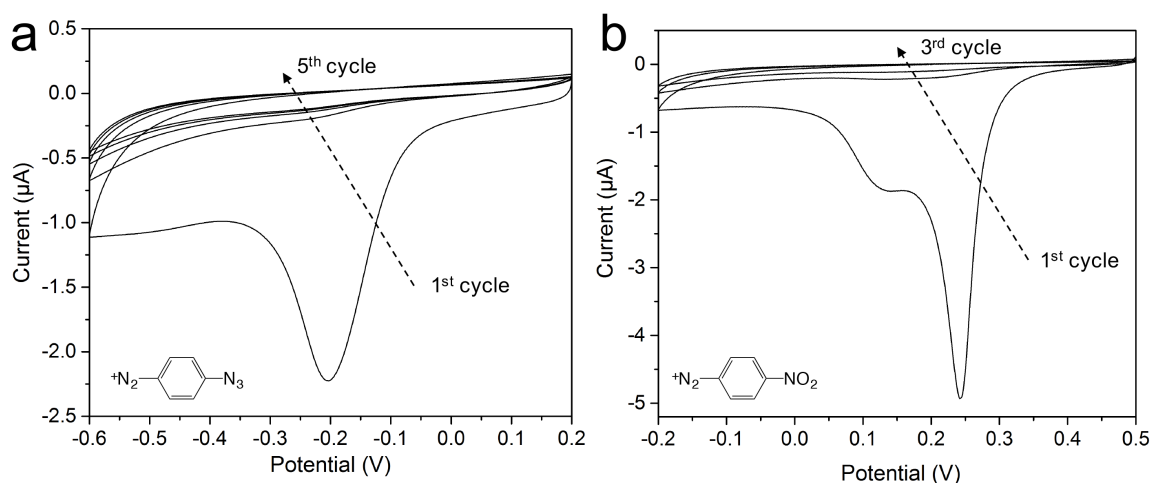 a
0.5
0.0
-0.5
-1.0
-1.5
-2.0
-2.5
Current (µA)
5th cycle
1st cycle
+N2
N3
-0.6 -0.5 -0.4 -0.3 -0.2 -0.1 0.0 0.1 0.2
Potential (V)
b
0
-1
-2
-3
-4
-5
Current (µA)
3rd cycle
1st cycle
+N2
NO2
-0.2 -0.1 0.0 0.1 0.2 0.3 0.4 0.5
Potential (V)